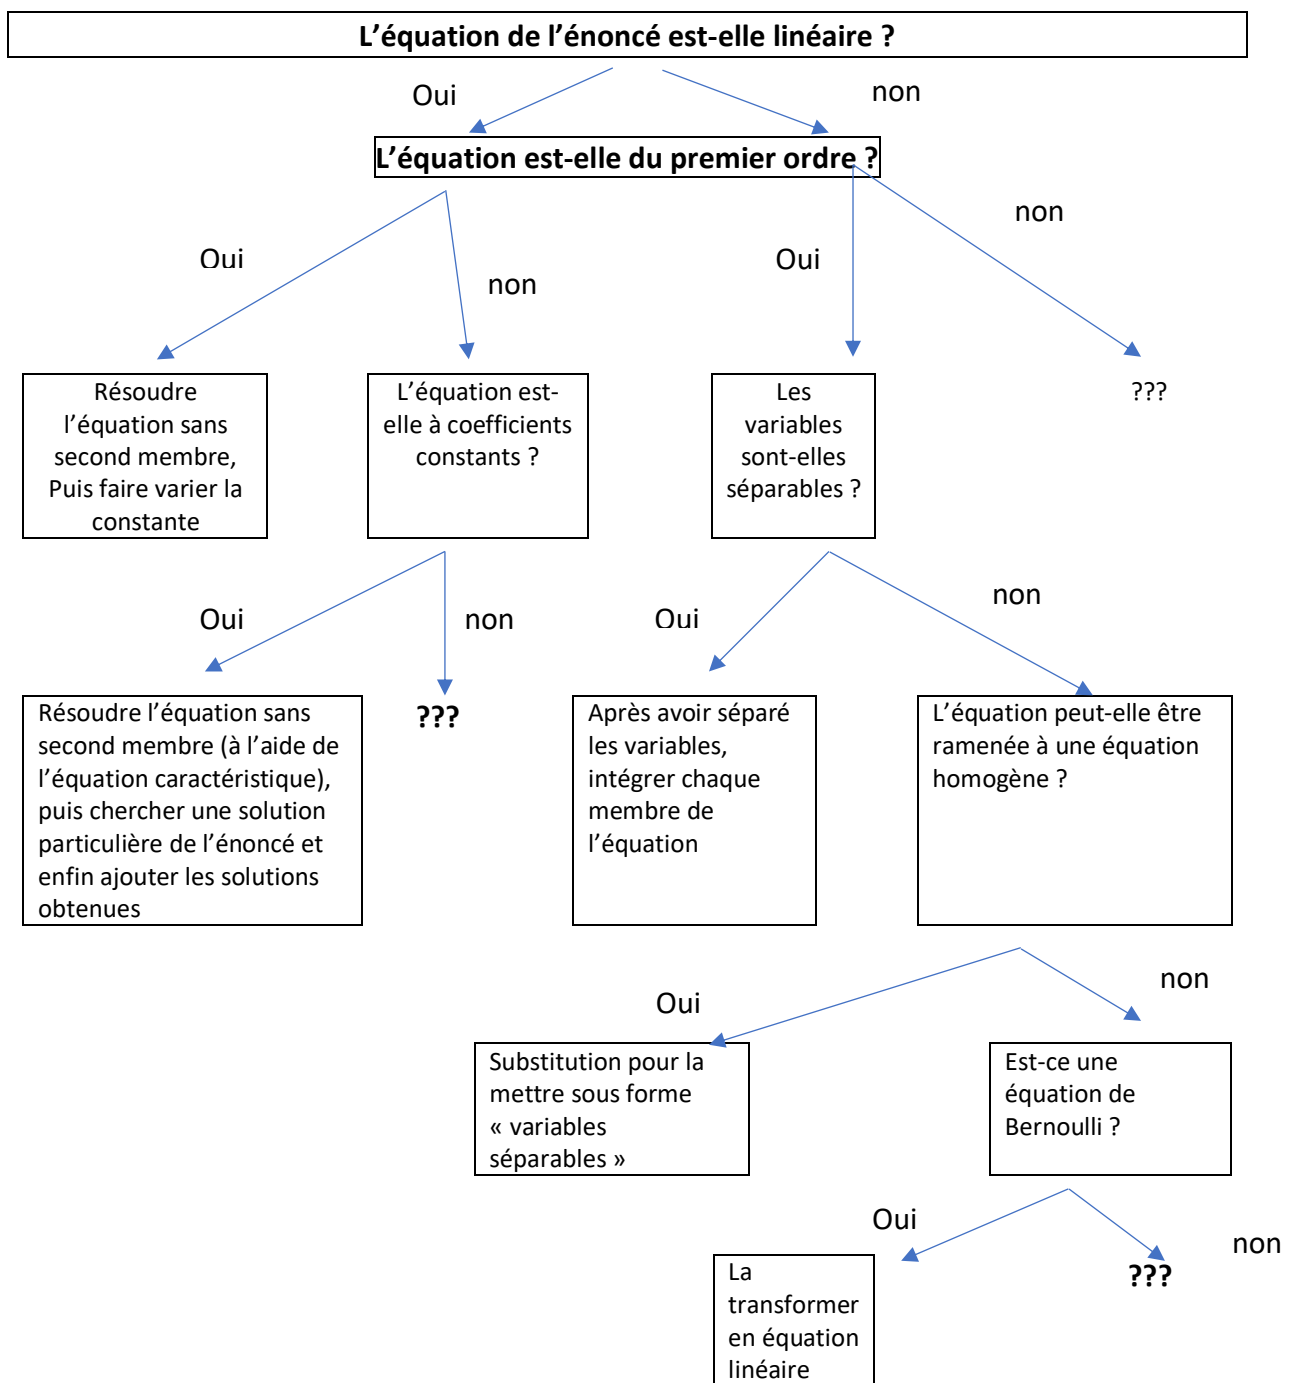 L’équation de l’énoncé est-elle linéaire ?
Oui
non
L’équation est-elle du premier ordre ?
non
Oui
Oui
non
Résoudre
l’équation sans
second membre,
Puis faire varier la
constante
L’équation est-
elle à coefficients
constants ?
Les
variables
sont-elles
séparables ?
???
Oui
non
Oui
non
Résoudre l’équation sans
second membre (à l’aide de
l’équation caractéristique),
puis chercher une solution
particulière de l’énoncé et
enfin ajouter les solutions
obtenues
???
Après avoir séparé
les variables,
intégrer chaque
membre de
l’équation
L’équation peut-elle être
ramenée à une équation
homogène ?
Oui
non
Substitution pour la
mettre sous forme
« variables
séparables »
Est-ce une
équation de
Bernoulli ?
Oui
non
La
transformer
en équation
linéaire
???